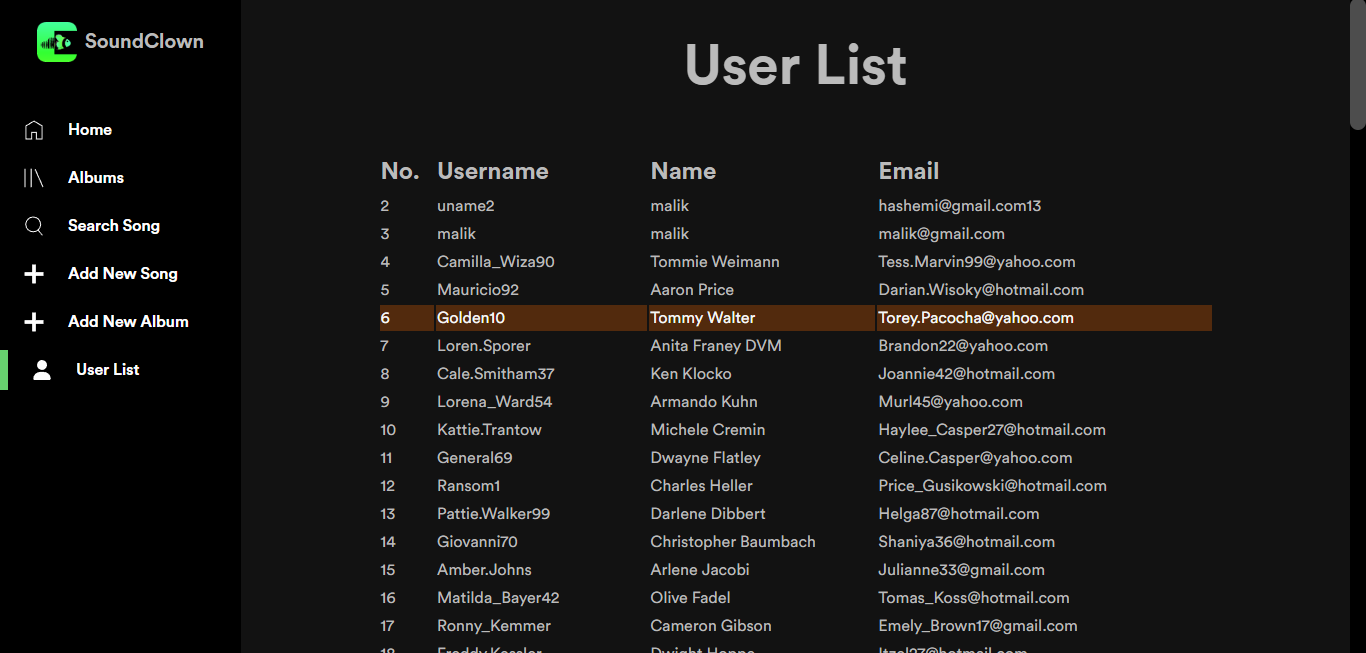 SoundClown
Home
Albums
Search Song
Add New Song
Add New Album
User List
User List
No. Username Name Email
2 uname2 malik hashemi@gmail.com13
3 malik malik malik@gmail.com
4 Camilla_Wiza90 Tommie Weimann Tess.Marvin99@yahoo.com
5 Mauricio92 Aaron Price Darian.Wisoky@hotmail.com
6 Golden10 Tommy Walter Torey.Pacocha@yahoo.com
7 Loren.Sporer Anita Franey DVM Brandon22@yahoo.com
8 Cale.Smitham37 Ken Klocko Joannie42@hotmail.com
9 Lorena_Ward54 Armando Kuhn Murl45@yahoo.com
10 Kattie.Trantow Michele Cremin Haylee_Casper27@hotmail.com
11 General69 Dwayne Flatley Celine.Casper@yahoo.com
12 Ransom1 Charles Heller Price_Gusikowski@hotmail.com
13 Pattie.Walker99 Darlene Dibbert Helga87@hotmail.com
14 Giovanni70 Christopher Baumbach Shaniya36@hotmail.com
15 Amber.Johns Arlene Jacobi Julianne33@gmail.com
16 Matilda_Bayer42 Olive Fadel Tomas_Koss@hotmail.com
17 Ronny_Kemmer Cameron Gibson Emely_Brown17@gmail.com